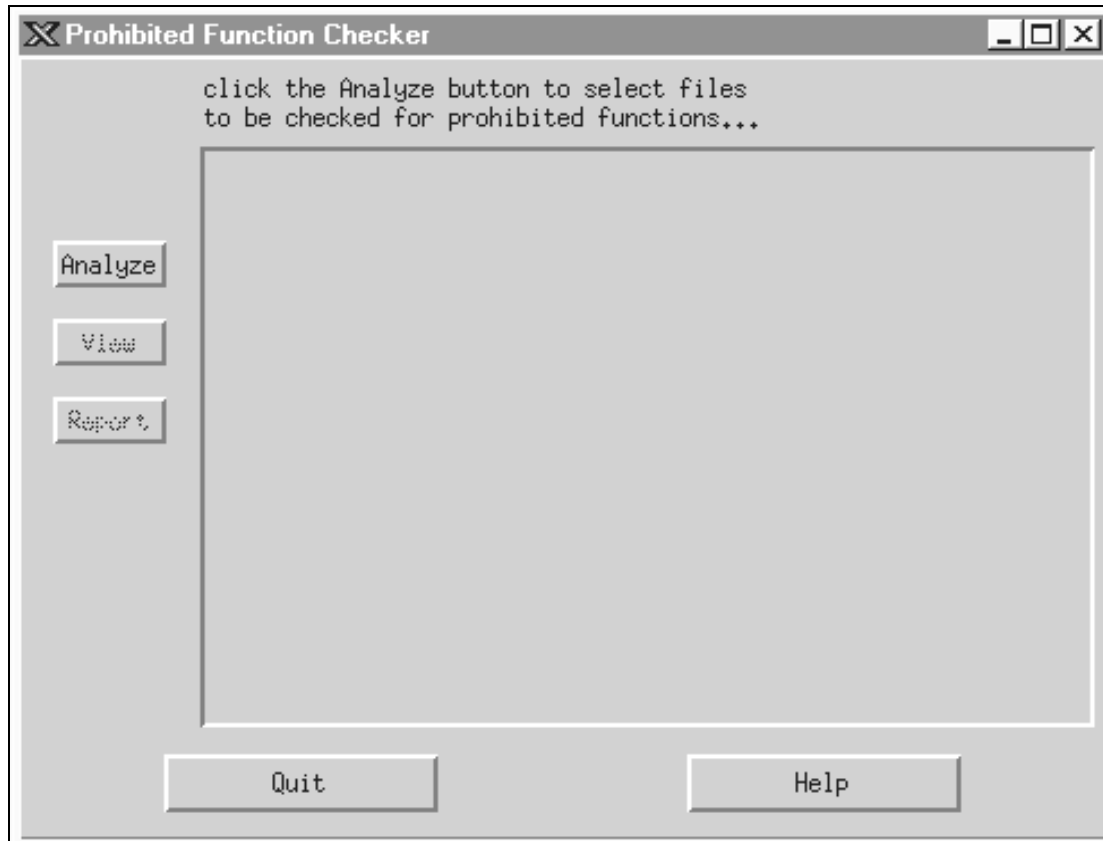 Prohibited Function Checker
click the Analyze button to select files
to be checked for prohibited functions...
Analyze
View
Report
Quit
Help